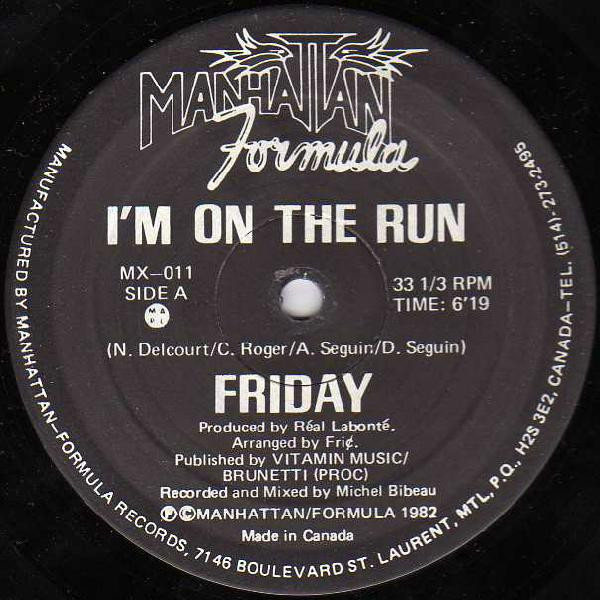 MANHATTAN
Formula
I'M ON THE RUN
MX-011
SIDE A
33 1/3 RPM
TIME: 6'19
M A
P L
(N. Delcourt/C. Roger/A. Seguin/D. Seguin)
FRIDAY
Produced by Réal Labonté.
Arranged by Fric.
Published by VITAMIN MUSIC/
BRUNETTI (PROC)
Recorded and Mixed by Michel Bibeau
Ⓟ©MANHATTAN/FORMULA 1982
Made in Canada
MANUFACTURED BY MANHATTAN-FORMULA RECORDS, 7146 BOULEVARD ST. LAURENT, MTL, P.Q., H2S 3E2, CANADA-TEL. (514)-273-2495